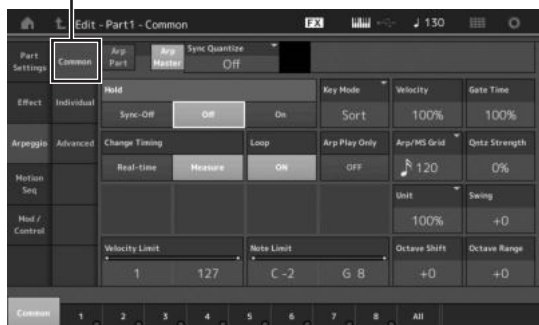 Edit - Part1 - Common FX ♩ 130
Part Settings
Common
Arp Part
Arp Master
Sync Quantize
Off
Effect
Individual
Hold
Sync-Off
Off
On
Key Mode
Sort
Velocity
100%
Gate Time
100%
Arpeggio
Advanced
Change Timing
Real-time
Measure
Loop
ON
Arp Play Only
OFF
Arp/MS Grid
120
Qntz Strength
0%
Motion Seq
Unit
100%
Swing
+0
Mod / Control
Velocity Limit
1
127
Note Limit
C -2
G 8
Octave Shift
+0
Octave Range
+0
Common 1 2 3 4 5 6 7 8 All